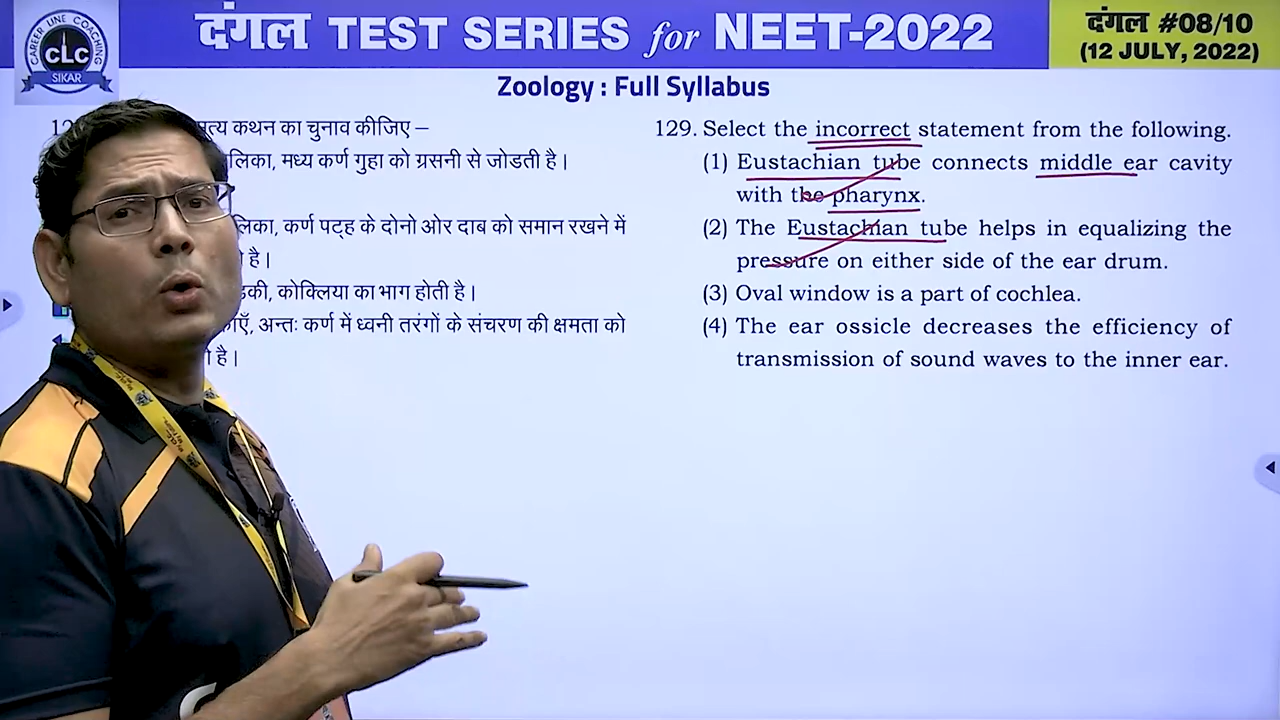 CAREER LINE COACHING
CLC
SIKAR
दंगल TEST SERIES for NEET-2022
दंगल #08/10
(12 JULY, 2022)
Zoology : Full Syllabus
कथन का चुनाव कीजिए –
मध्य कर्ण गुहा को ग्रसनी से जोडती है।
कर्ण पट्ह के दोनो ओर दाब को समान रखने में
है।
कोक्लिया का भाग होती है।
अन्तः कर्ण में ध्वनी तरंगों के संचरण की क्षमता को
है।
129. Select the incorrect statement from the following.
(1) Eustachian tube connects middle ear cavity
with the pharynx.
(2) The Eustachian tube helps in equalizing the
pressure on either side of the ear drum.
(3) Oval window is a part of cochlea.
(4) The ear ossicle decreases the efficiency of
transmission of sound waves to the inner ear.